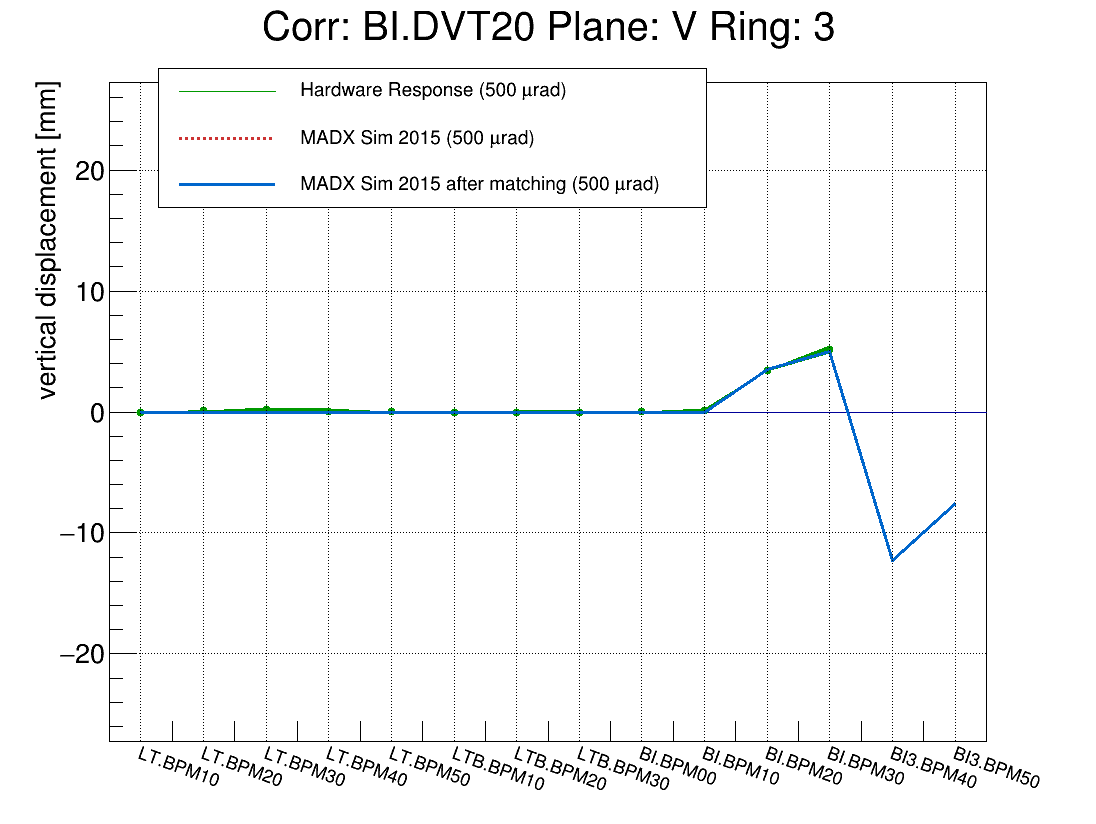 Corr: BI.DVT20 Plane: V Ring: 3
Hardware Response (500 μrad)
MADX Sim 2015 (500 μrad)
MADX Sim 2015 after matching (500 μrad)
vertical displacement [mm]
20
10
0
−10
−20
LT.BPM10
LT.BPM20
LT.BPM30
LT.BPM40
LT.BPM50
LTB.BPM10
LTB.BPM20
LTB.BPM30
BI.BPM00
BI.BPM10
BI.BPM20
BI.BPM30
BI3.BPM40
BI3.BPM50